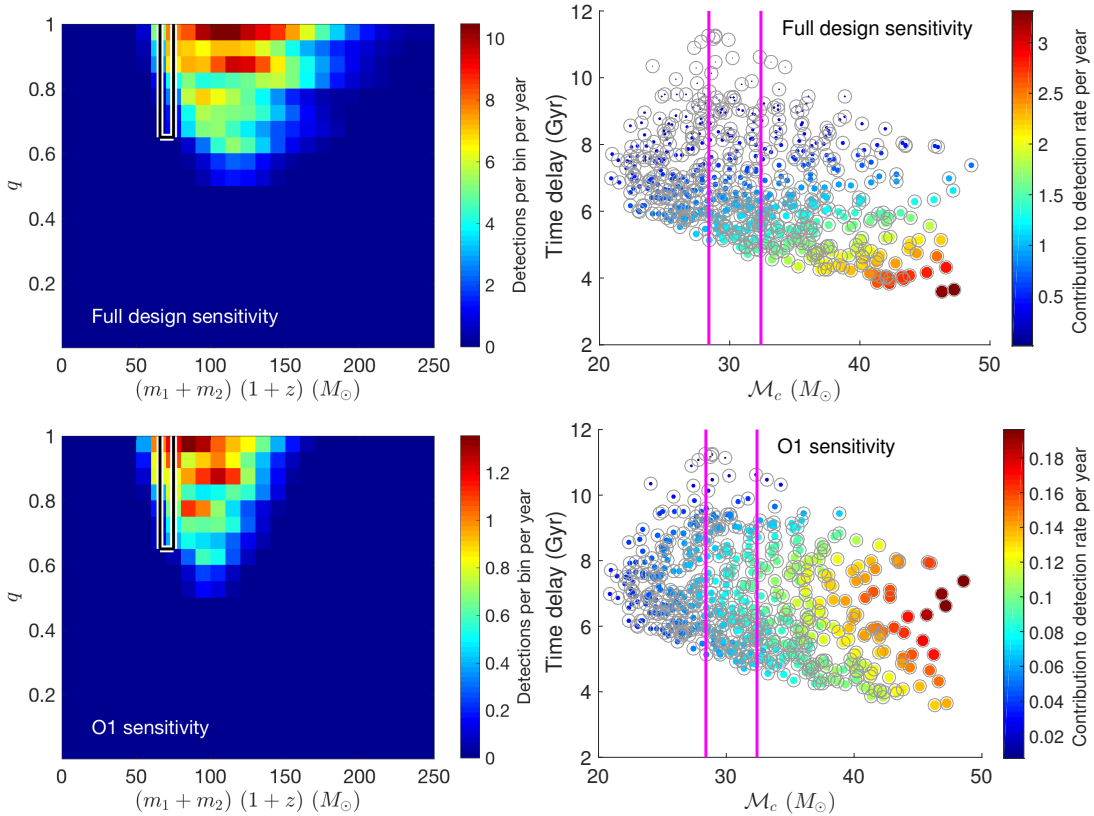 1
0.8
0.6
0.4
0.2
q
Full design sensitivity
0 50 100 150 200 250
(m₁ + m₂) (1 + z) (M⊙)
10
8
6
4
2
0
Detections per bin per year
12
10
8
6
4
2
Time delay (Gyr)
Full design sensitivity
20 30 40 50
ℳc (M⊙)
3
2.5
2
1.5
1
0.5
Contribution to detection rate per year
1
0.8
0.6
0.4
0.2
q
O1 sensitivity
0 50 100 150 200 250
(m₁ + m₂) (1 + z) (M⊙)
1.2
1
0.8
0.6
0.4
0.2
0
Detections per bin per year
12
10
8
6
4
2
Time delay (Gyr)
O1 sensitivity
20 30 40 50
ℳc (M⊙)
0.18
0.16
0.14
0.12
0.1
0.08
0.06
0.04
0.02
Contribution to detection rate per year